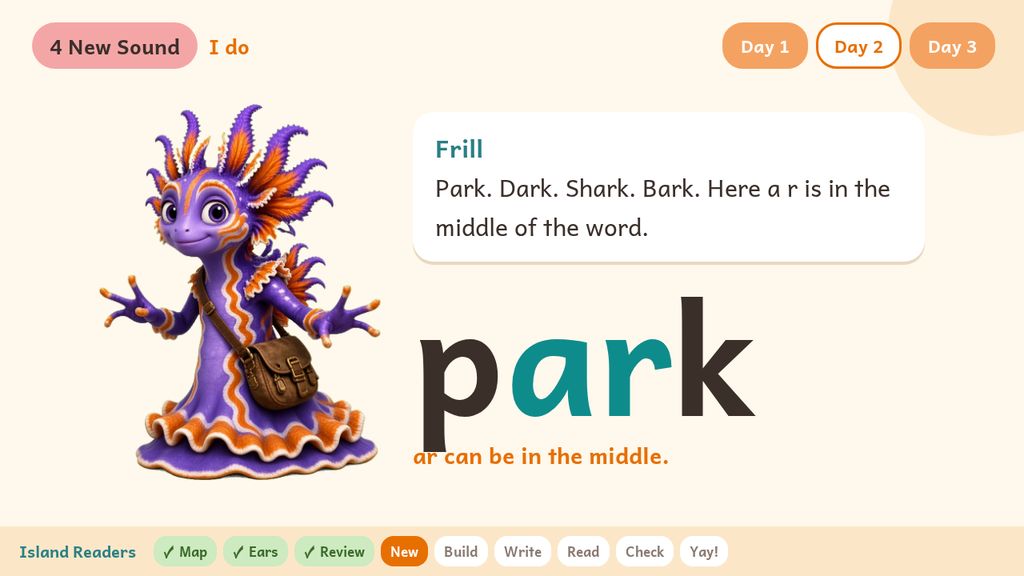 4 New Sound
I do
Day 1
Day 2
Day 3
Frill
Park. Dark. Shark. Bark. Here a r is in the
middle of the word.
park
ar can be in the middle.
Island Readers
✓ Map
✓ Ears
✓ Review
New
Build
Write
Read
Check
Yay!